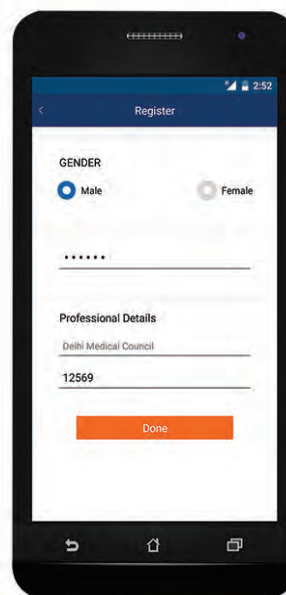 2:52
Register
GENDER
Male Female
••••••
Professional Details
Delhi Medical Council
12569
Done